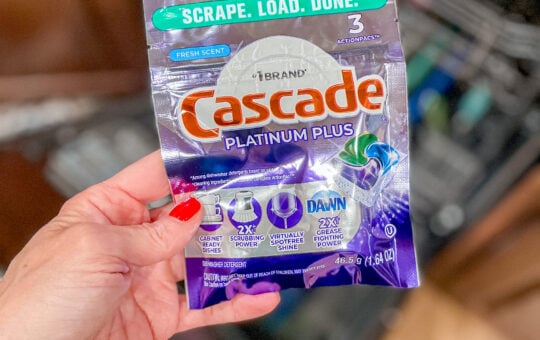 SCRAPE. LOAD. DONE.
3
ACTIONPACS™
FRESH SCENT
#1 BRAND*
Cascade
PLATINUM PLUS
CABINET
READY
DISHES
2X
SCRUBBING
POWER
VIRTUALLY
SPOTFREE
SHINE
DAWN
2X
GREASE
FIGHTING
POWER
DISHWASHER DETERGENT
46.5 g (1.64 OZ)
U